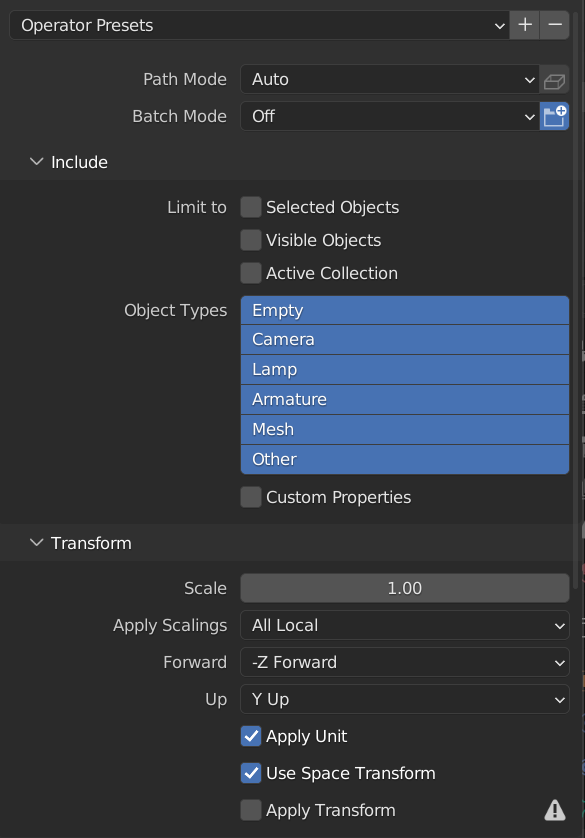 Operator Presets
Path Mode Auto
Batch Mode Off
Include
Limit to Selected Objects
Visible Objects
Active Collection
Object Types Empty
Camera
Lamp
Armature
Mesh
Other
Custom Properties
Transform
Scale 1.00
Apply Scalings All Local
Forward -Z Forward
Up Y Up
Apply Unit
Use Space Transform
Apply Transform